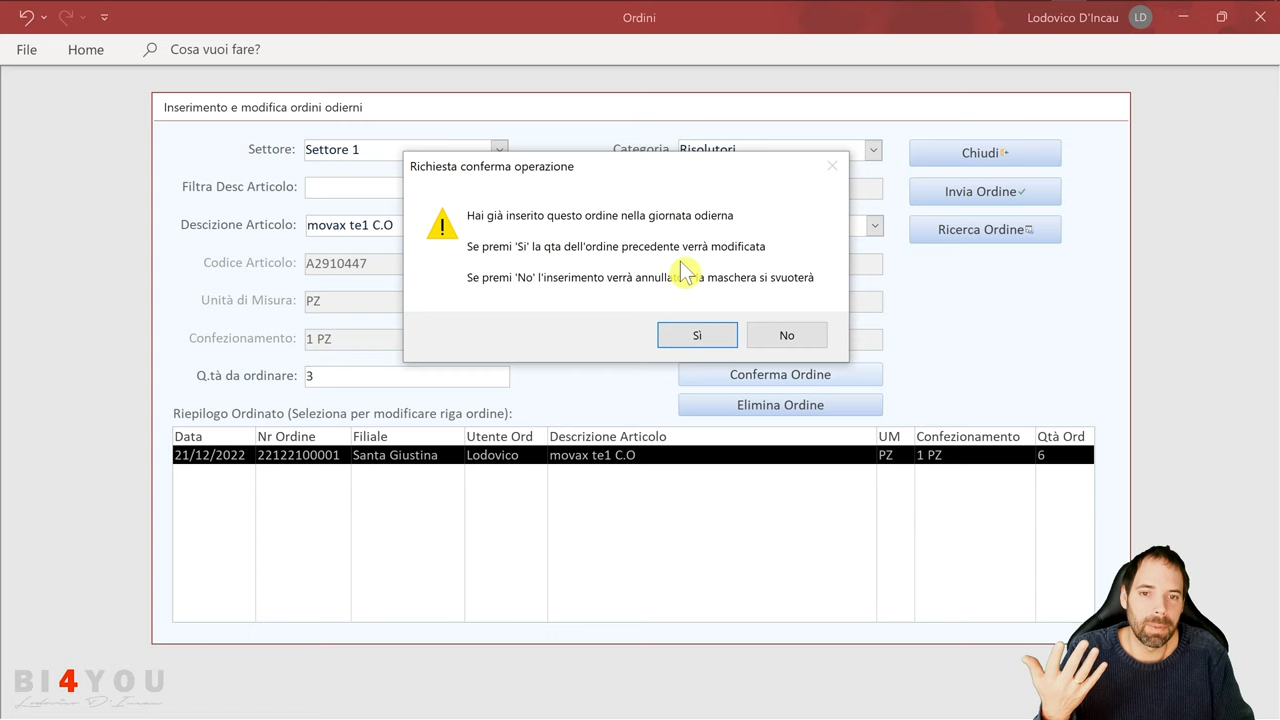 Ordini
Lodovico D'Incau LD
File Home Cosa vuoi fare?
Inserimento e modifica ordini odierni
Settore: Settore 1
Categoria Risolutori
Chiudi
Richiesta conferma operazione
Filtra Desc Articolo:
Invia Ordine
Hai già inserito questo ordine nella giornata odierna
Descizione Articolo: movax te1 C.O
Ricerca Ordine
Se premi 'Si' la qta dell'ordine precedente verrà modificata
Codice Articolo: A2910447
Se premi 'No' l'inserimento verrà maschera si svuoterà
Unità di Misura: PZ
Confezionamento: 1 PZ
Sì No
Q.tà da ordinare: 3
Conferma Ordine
Elimina Ordine
Riepilogo Ordinato (Seleziona per modificare riga ordine):
Data Nr Ordine Filiale Utente Ord Descrizione Articolo UM Confezionamento Qtà Ord
21/12/2022 22122100001 Santa Giustina Lodovico movax te1 C.O PZ 1 PZ 6
BI4YOU
Lodovico D'Incau